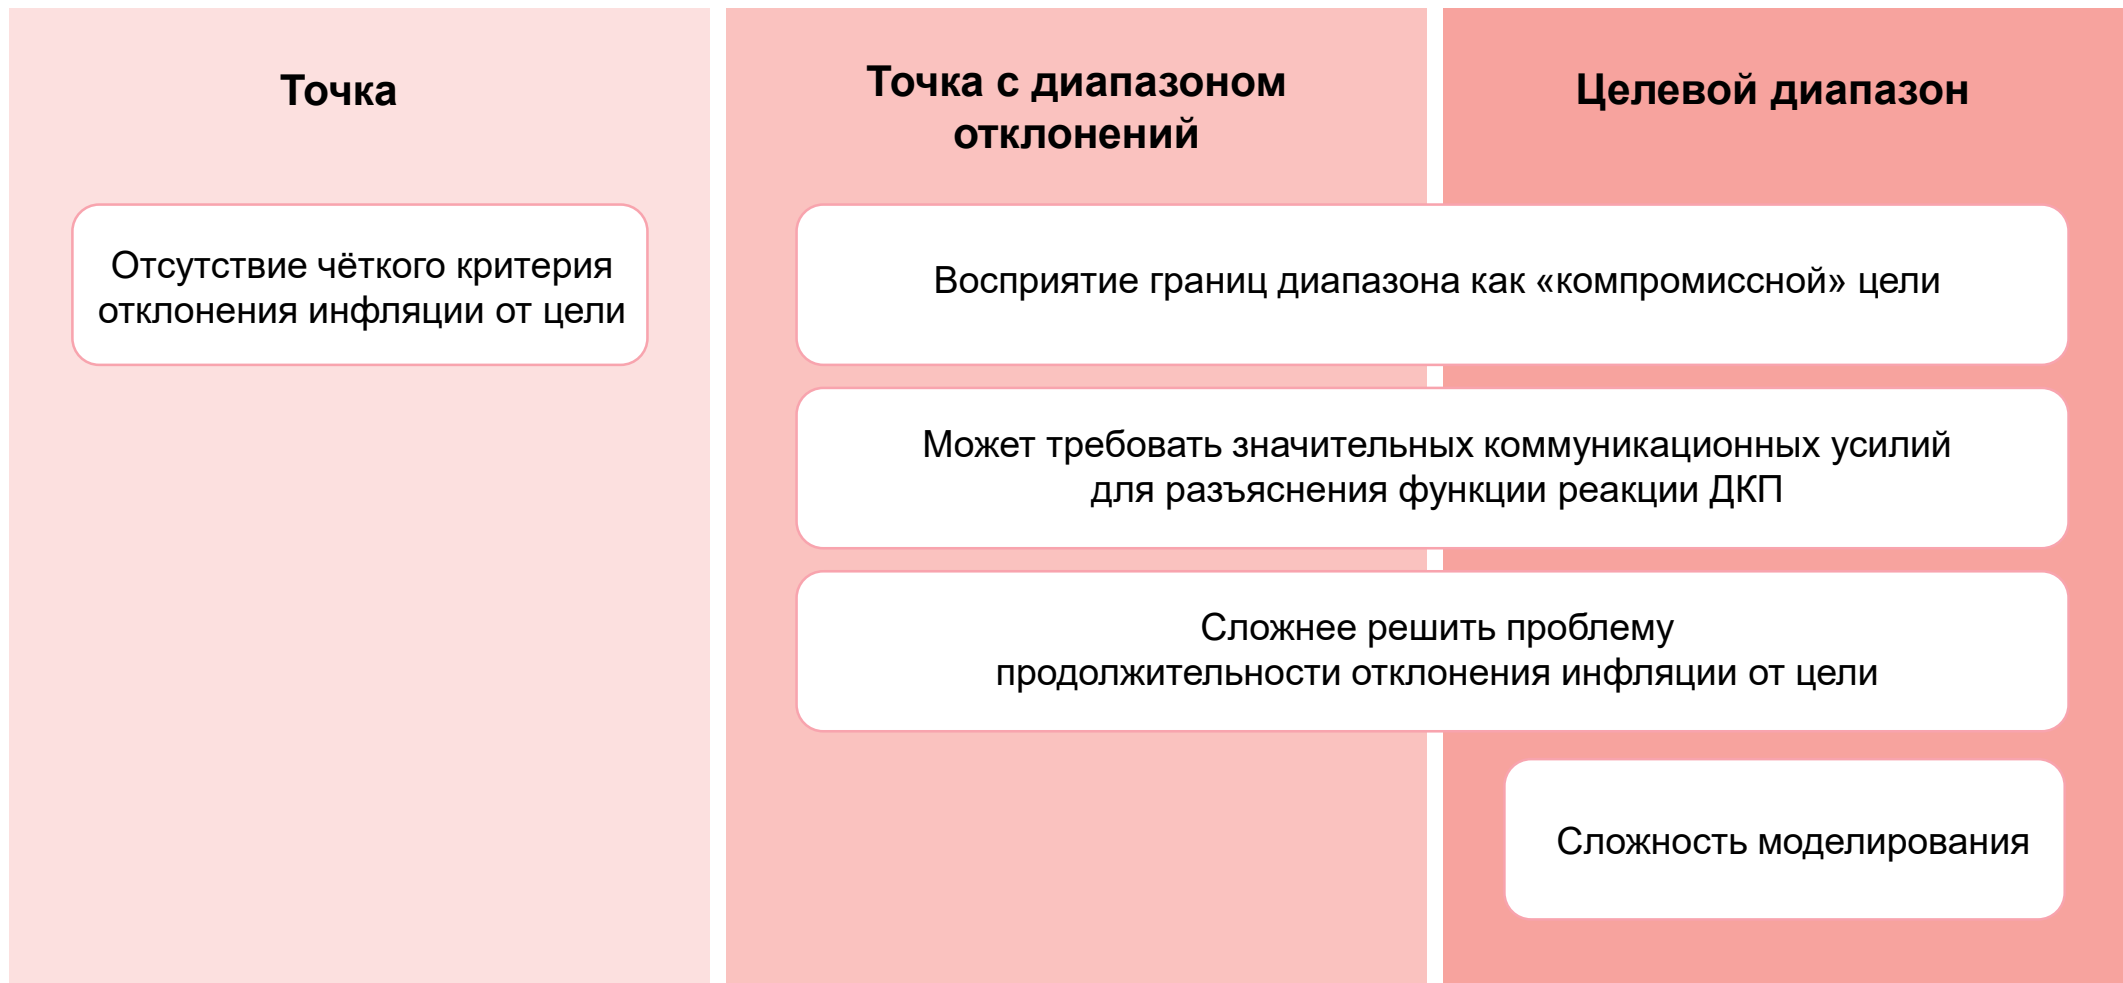 Точка
Точка с диапазоном
отклонений
Целевой диапазон
Отсутствие чёткого критерия
отклонения инфляции от цели
Восприятие границ диапазона как «компромиссной» цели
Может требовать значительных коммуникационных усилий
для разъяснения функции реакции ДКП
Сложнее решить проблему
продолжительности отклонения инфляции от цели
Сложность моделирования